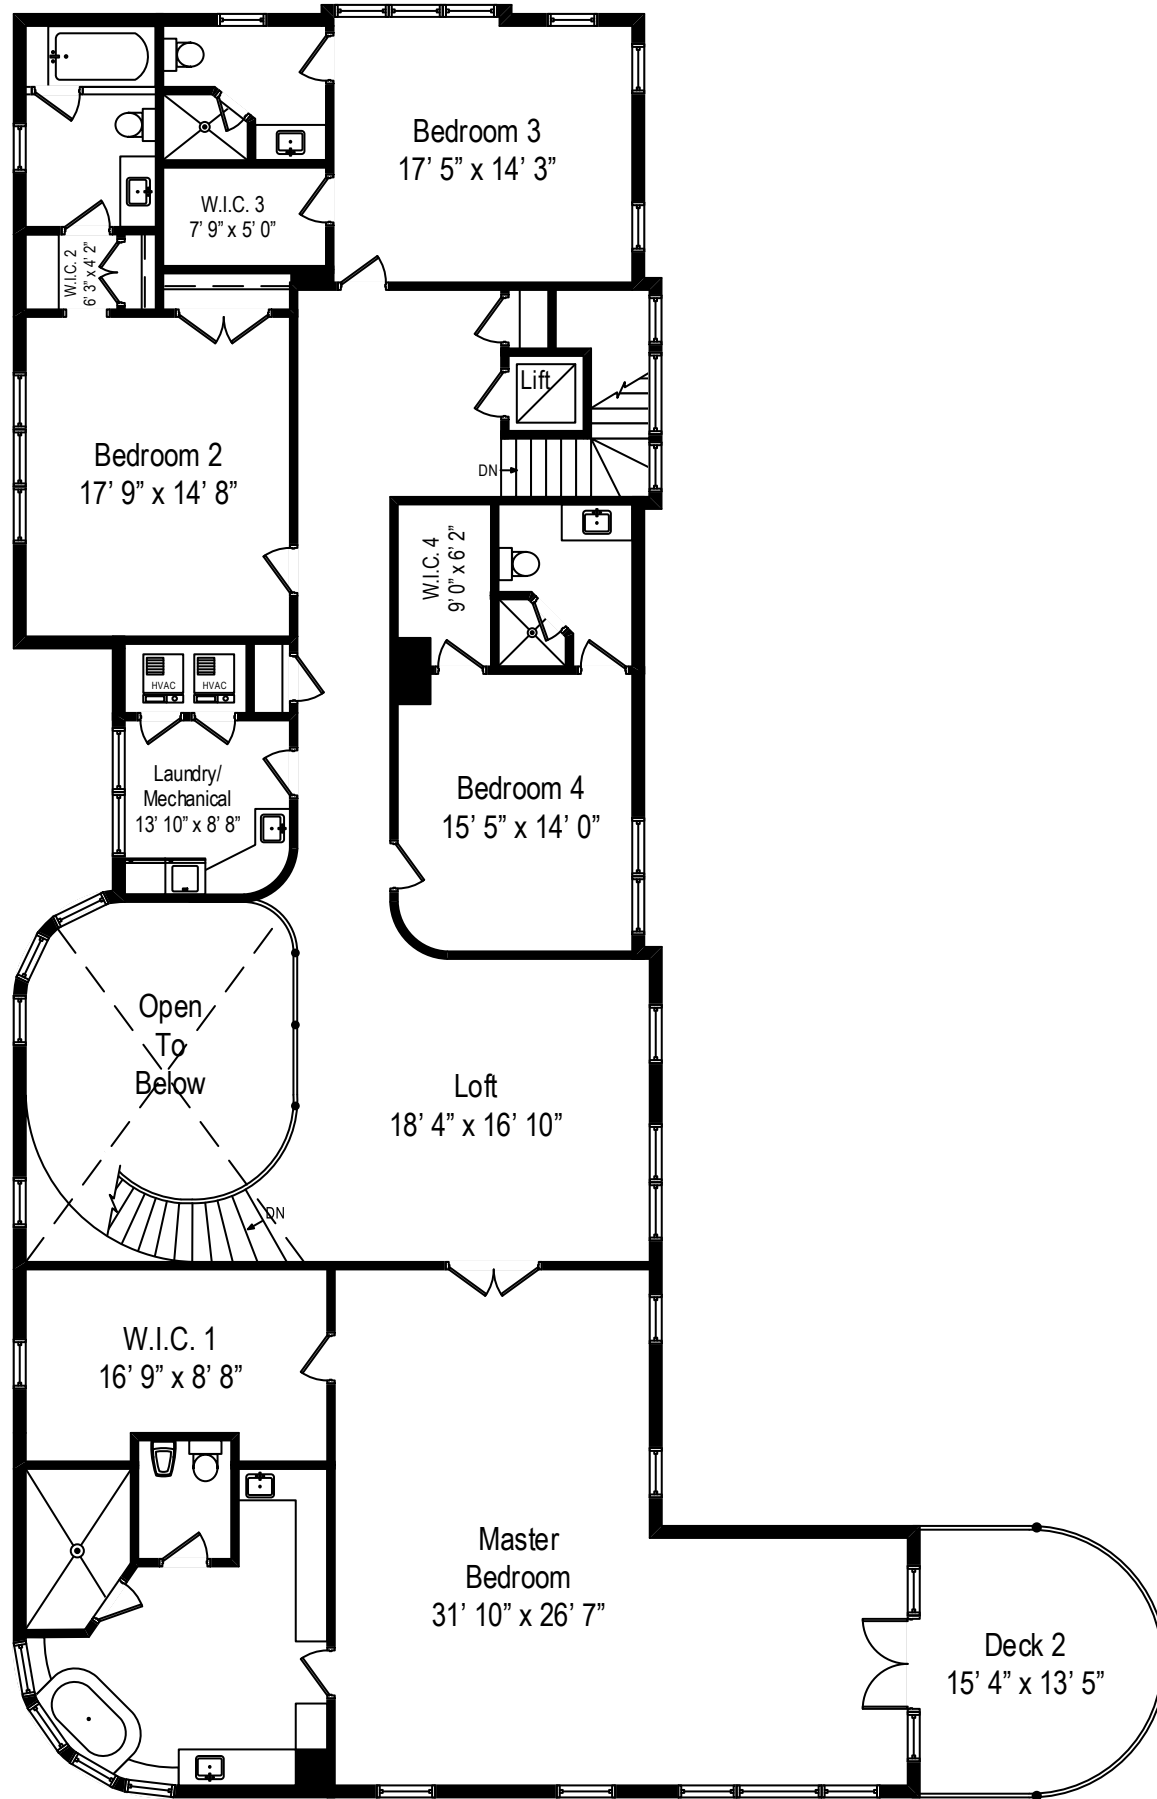 Bedroom 3
17’ 5” x 14’ 3”
W.I.C. 3
7’ 9” x 5’ 0”
W.I.C. 2
6’ 3” x 4’ 2”
Lift
Bedroom 2
17’ 9” x 14’ 8”
DN
W.I.C. 4
9’ 0” x 6’ 2”
HVAC
HVAC
Laundry/
Mechanical
13’ 10” x 8’ 8”
Bedroom 4
15’ 5” x 14’ 0”
Open
To
Below
Loft
18’ 4” x 16’ 10”
DN
W.I.C. 1
16’ 9” x 8’ 8”
Master
Bedroom
31’ 10” x 26’ 7”
Deck 2
15’ 4” x 13’ 5”